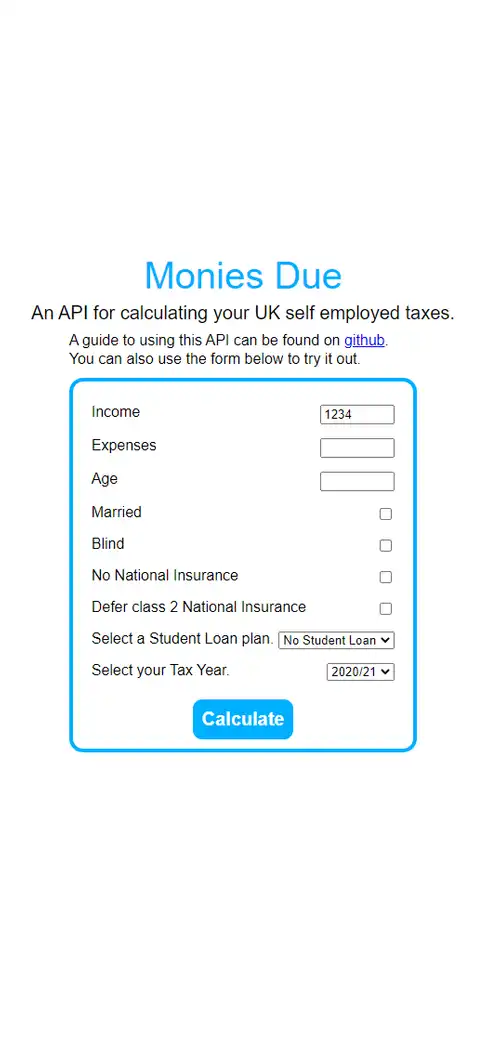 Monies Due
An API for calculating your UK self employed taxes.
A guide to using this API can be found on github.
You can also use the form below to try it out.
Income 1234
Expenses
Age
Married
Blind
No National Insurance
Defer class 2 National Insurance
Select a Student Loan plan. No Student Loan
Select your Tax Year. 2020/21
Calculate